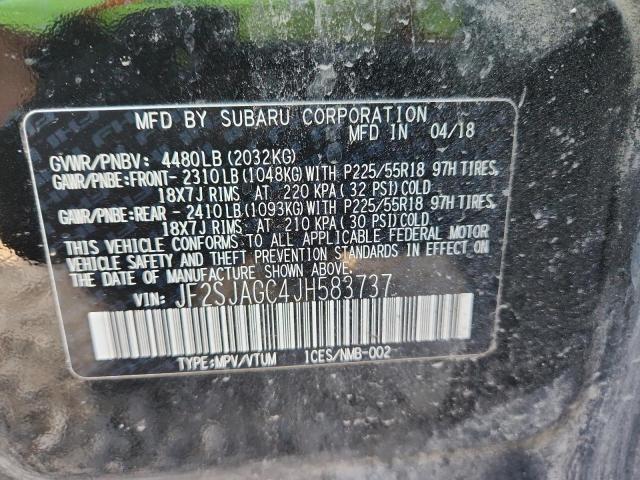 MFD BY SUBARU CORPORATION
MFD IN 04/18
GVWR/PNBV: 4480LB(2032KG)
GAWR/PNBE:FRONT- 2310LB(1048KG)WITH P225/55R18 97H TIRES,
18X7J RIMS AT 220 KPA(32 PSI)COLD
GAWR/PNBE:REAR - 2410LB(1093KG)WITH P225/55R18 97H TIRES,
18X7J RIMS AT 210 KPA(30 PSI)COLD
THIS VEHICLE CONFORMS TO ALL APPLICABLE FEDERAL MOTOR
VEHICLE SAFETY AND THEFT PREVENTION STANDARDS IN EFFECT ON
THE DATE OF MANUFACTURE SHOWN ABOVE.
VIN: JF2SJAGC4JH583737
TYPE:MPV/VTUM 1CES/NMB-002